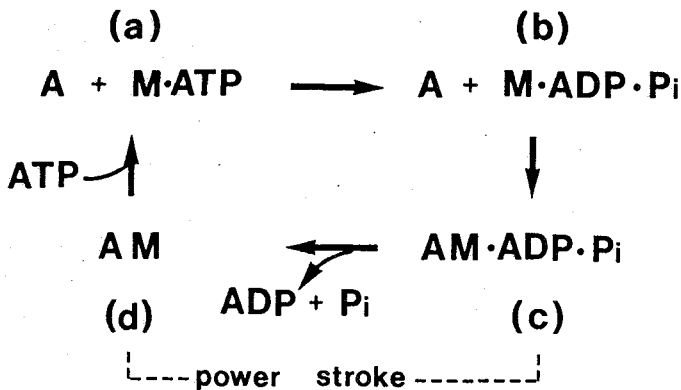 (a) (b)
A + M·ATP A + M·ADP·Pi
ATP
AM AM·ADP·Pi
ADP + Pi
(d) (c)
power stroke